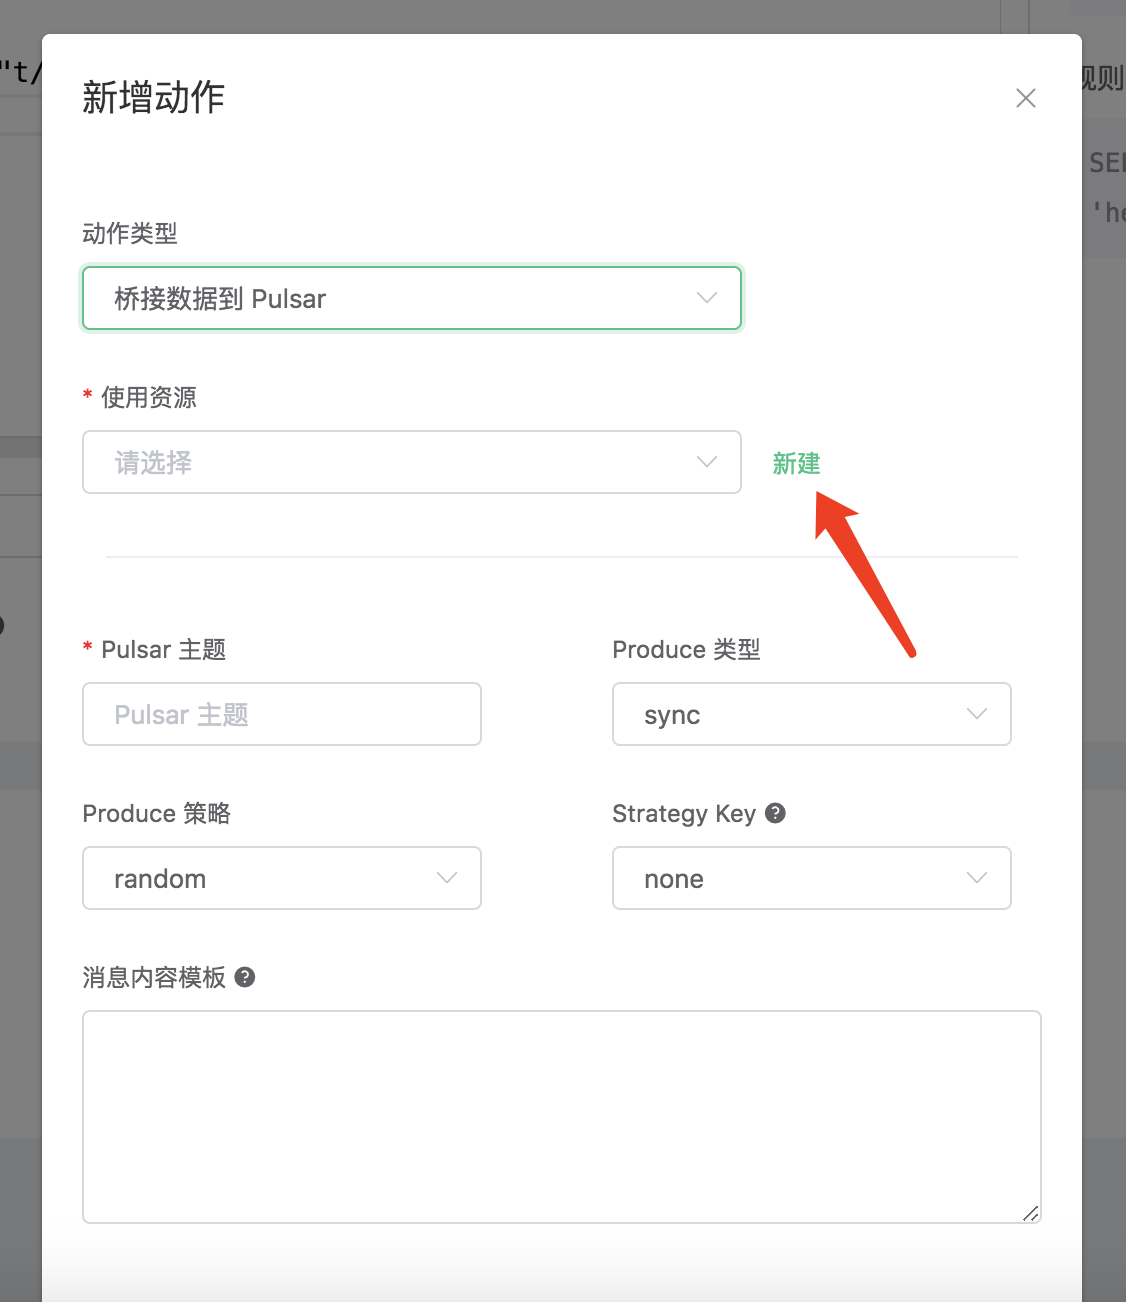 "t/
规则
新增动作
SEL
'he
动作类型
桥接数据到 Pulsar
* 使用资源
请选择
新建
* Pulsar 主题
Produce 类型
Pulsar 主题
sync
Produce 策略
Strategy Key ?
random
none
消息内容模板 ?